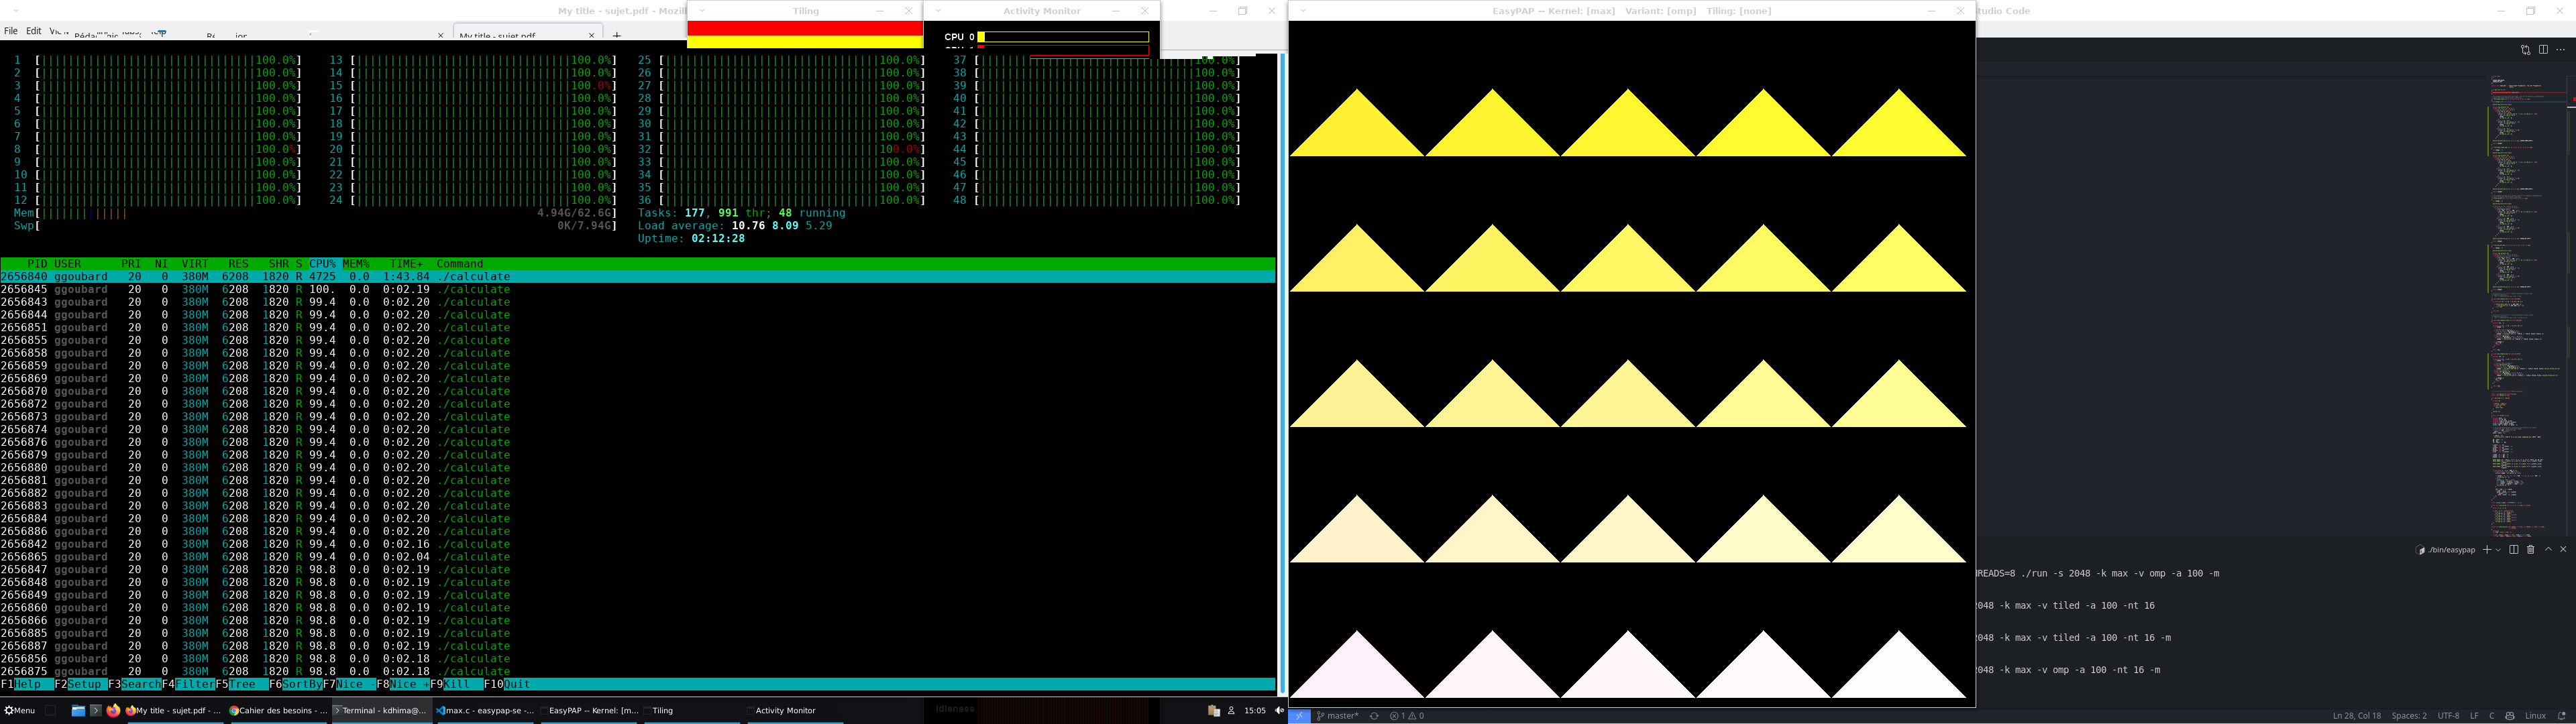 My title - sujet.pdf - Mozil
Tiling
Activity Monitor
EasyPAP -- Kernel: [max] Variant: [omp] Tiling: [none]
tudio Code
File Edit
My title - sujet.pdf
CPU 0
1 [100.0%] 13 [100.0%] 25 [100.0%] 37 [100.0%]
2 [100.0%] 14 [100.0%] 26 [100.0%] 38 [100.0%]
3 [100.0%] 15 [100.0%] 27 [100.0%] 39 [100.0%]
4 [100.0%] 16 [100.0%] 28 [100.0%] 40 [100.0%]
5 [100.0%] 17 [100.0%] 29 [100.0%] 41 [100.0%]
6 [100.0%] 18 [100.0%] 30 [100.0%] 42 [100.0%]
7 [100.0%] 19 [100.0%] 31 [100.0%] 43 [100.0%]
8 [100.0%] 20 [100.0%] 32 [100.0%] 44 [100.0%]
9 [100.0%] 21 [100.0%] 33 [100.0%] 45 [100.0%]
10 [100.0%] 22 [100.0%] 34 [100.0%] 46 [100.0%]
11 [100.0%] 23 [100.0%] 35 [100.0%] 47 [100.0%]
12 [100.0%] 24 [100.0%] 36 [100.0%] 48 [100.0%]
Mem[4.94G/62.6G] Tasks: 177, 991 thr; 48 running
Swp[0K/7.94G] Load average: 10.76 8.09 5.29
Uptime: 02:12:28
PID USER PRI NI VIRT RES SHR S CPU% MEM% TIME+ Command
2656840 ggoubard 20 0 380M 6208 1820 R 4725 0.0 1:43.84 ./calculate
2656845 ggoubard 20 0 380M 6208 1820 R 100. 0.0 0:02.19 ./calculate
2656843 ggoubard 20 0 380M 6208 1820 R 99.4 0.0 0:02.20 ./calculate
2656844 ggoubard 20 0 380M 6208 1820 R 99.4 0.0 0:02.20 ./calculate
2656851 ggoubard 20 0 380M 6208 1820 R 99.4 0.0 0:02.20 ./calculate
2656855 ggoubard 20 0 380M 6208 1820 R 99.4 0.0 0:02.20 ./calculate
2656858 ggoubard 20 0 380M 6208 1820 R 99.4 0.0 0:02.20 ./calculate
2656859 ggoubard 20 0 380M 6208 1820 R 99.4 0.0 0:02.20 ./calculate
2656869 ggoubard 20 0 380M 6208 1820 R 99.4 0.0 0:02.20 ./calculate
2656870 ggoubard 20 0 380M 6208 1820 R 99.4 0.0 0:02.20 ./calculate
2656872 ggoubard 20 0 380M 6208 1820 R 99.4 0.0 0:02.20 ./calculate
2656873 ggoubard 20 0 380M 6208 1820 R 99.4 0.0 0:02.20 ./calculate
2656874 ggoubard 20 0 380M 6208 1820 R 99.4 0.0 0:02.20 ./calculate
2656876 ggoubard 20 0 380M 6208 1820 R 99.4 0.0 0:02.20 ./calculate
2656879 ggoubard 20 0 380M 6208 1820 R 99.4 0.0 0:02.20 ./calculate
2656880 ggoubard 20 0 380M 6208 1820 R 99.4 0.0 0:02.20 ./calculate
2656881 ggoubard 20 0 380M 6208 1820 R 99.4 0.0 0:02.20 ./calculate
2656882 ggoubard 20 0 380M 6208 1820 R 99.4 0.0 0:02.20 ./calculate
2656883 ggoubard 20 0 380M 6208 1820 R 99.4 0.0 0:02.20 ./calculate
2656884 ggoubard 20 0 380M 6208 1820 R 99.4 0.0 0:02.20 ./calculate
2656886 ggoubard 20 0 380M 6208 1820 R 99.4 0.0 0:02.20 ./calculate
2656842 ggoubard 20 0 380M 6208 1820 R 99.4 0.0 0:02.16 ./calculate
2656865 ggoubard 20 0 380M 6208 1820 R 99.4 0.0 0:02.04 ./calculate
2656847 ggoubard 20 0 380M 6208 1820 R 98.8 0.0 0:02.19 ./calculate
2656848 ggoubard 20 0 380M 6208 1820 R 98.8 0.0 0:02.19 ./calculate
2656849 ggoubard 20 0 380M 6208 1820 R 98.8 0.0 0:02.19 ./calculate
2656860 ggoubard 20 0 380M 6208 1820 R 98.8 0.0 0:02.19 ./calculate
2656866 ggoubard 20 0 380M 6208 1820 R 98.8 0.0 0:02.19 ./calculate
2656885 ggoubard 20 0 380M 6208 1820 R 98.8 0.0 0:02.19 ./calculate
2656887 ggoubard 20 0 380M 6208 1820 R 98.8 0.0 0:02.19 ./calculate
2656856 ggoubard 20 0 380M 6208 1820 R 98.8 0.0 0:02.18 ./calculate
2656875 ggoubard 20 0 380M 6208 1820 R 98.8 0.0 0:02.18 ./calculate
F1Help F2Setup F3SearchF4FilterF5Tree F6SortByF7Nice -F8Nice +F9Kill F10Quit
./bin/easypap
HREADS=8 ./run -s 2048 -k max -v omp -a 100 -m
2048 -k max -v tiled -a 100 -nt 16
2048 -k max -v tiled -a 100 -nt 16 -m
2048 -k max -v omp -a 100 -nt 16 -m
Menu
My title - sujet.pdf - ...
Cahier des besoins - ...
Terminal - kdhima@...
max.c - easypap-se -...
EasyPAP -- Kernel: [m...
Tiling
Activity Monitor
Idleness
15:05
master* 1 0
Ln 28, Col 18 Spaces: 2 UTF-8 LF C Linux